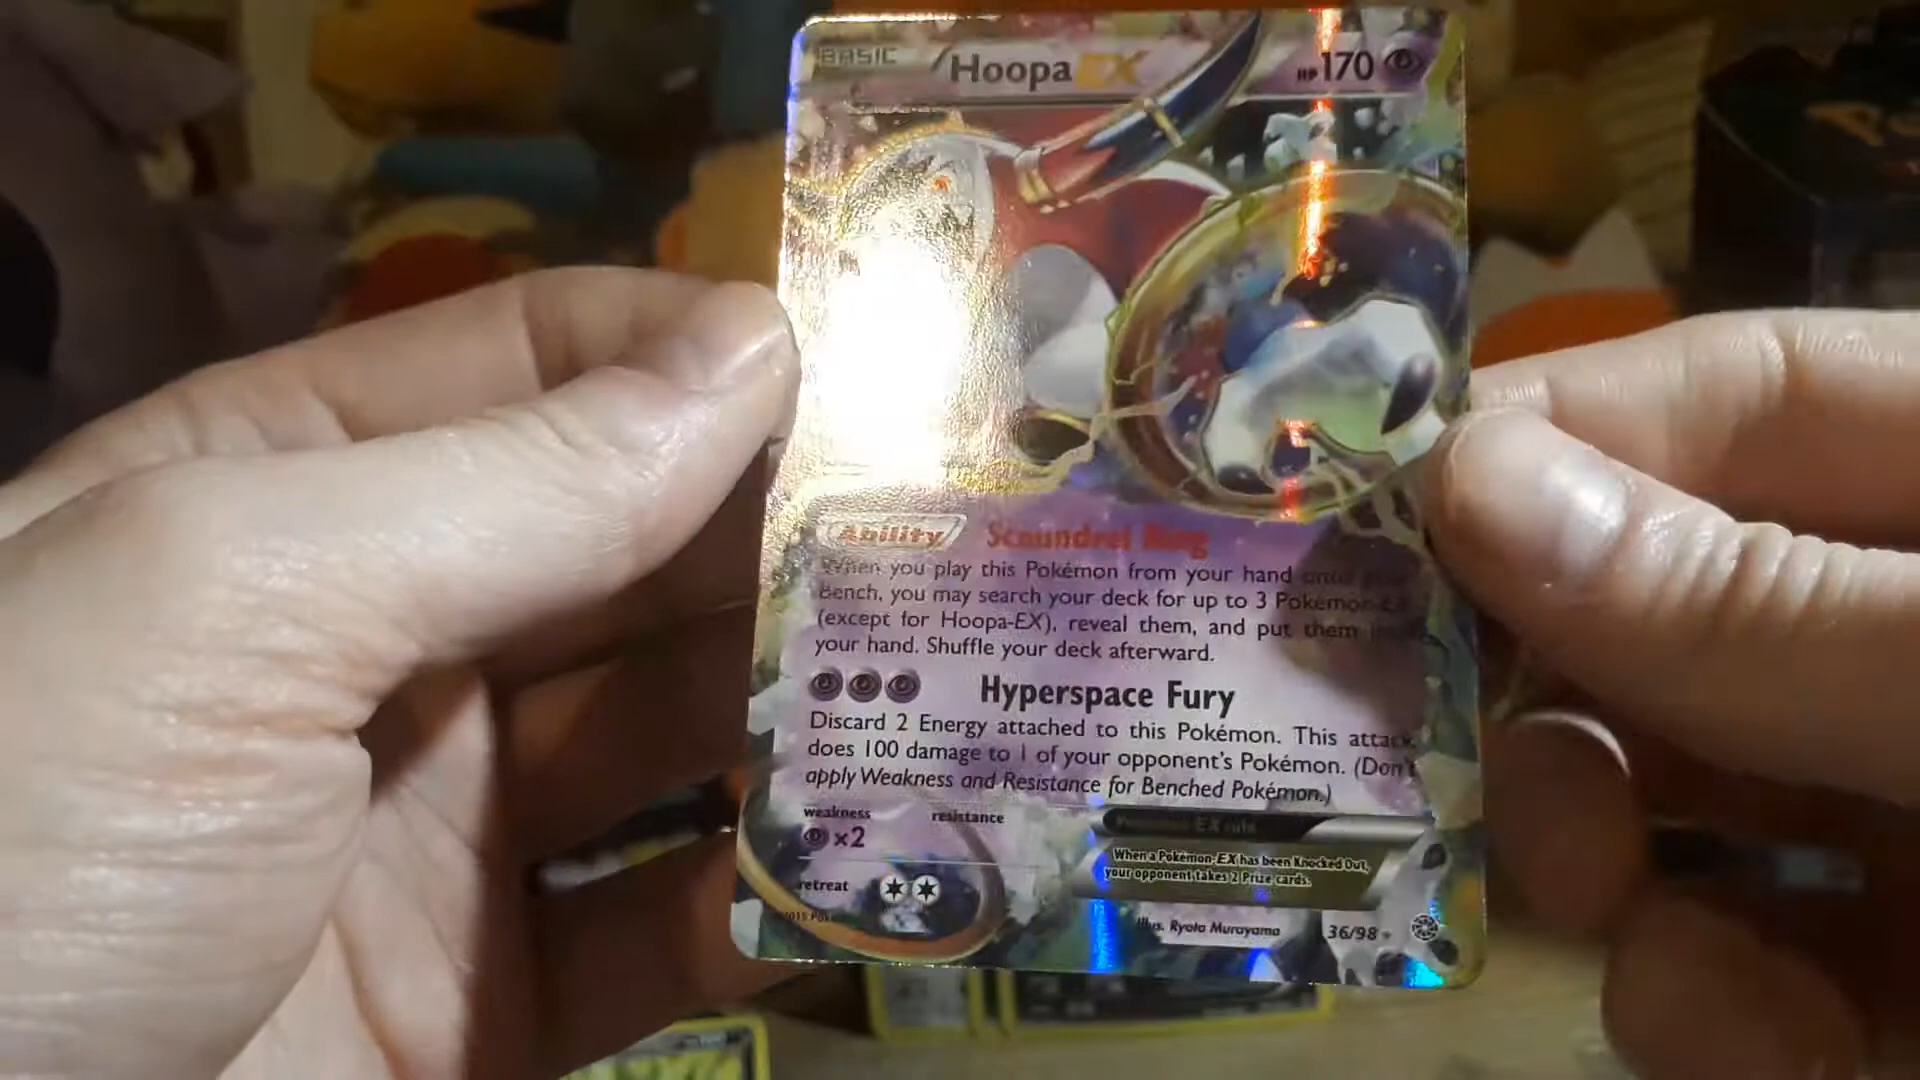 BASIC Hoopa EX HP 170
Ability Scoundrel Ring
When you play this Pokémon from your hand onto
Bench, you may search your deck for up to 3 Pokémon-EX
(except for Hoopa-EX), reveal them, and put them
your hand. Shuffle your deck afterward.
Hyperspace Fury
Discard 2 Energy attached to this Pokémon. This attack
does 100 damage to 1 of your opponent's Pokémon. (Don't
apply Weakness and Resistance for Benched Pokémon.)
weakness resistance
×2
Pokémon-EX rule
When a Pokémon-EX has been Knocked Out,
your opponent takes 2 Prize cards.
retreat
Illus. Ryota Murayama
36/98